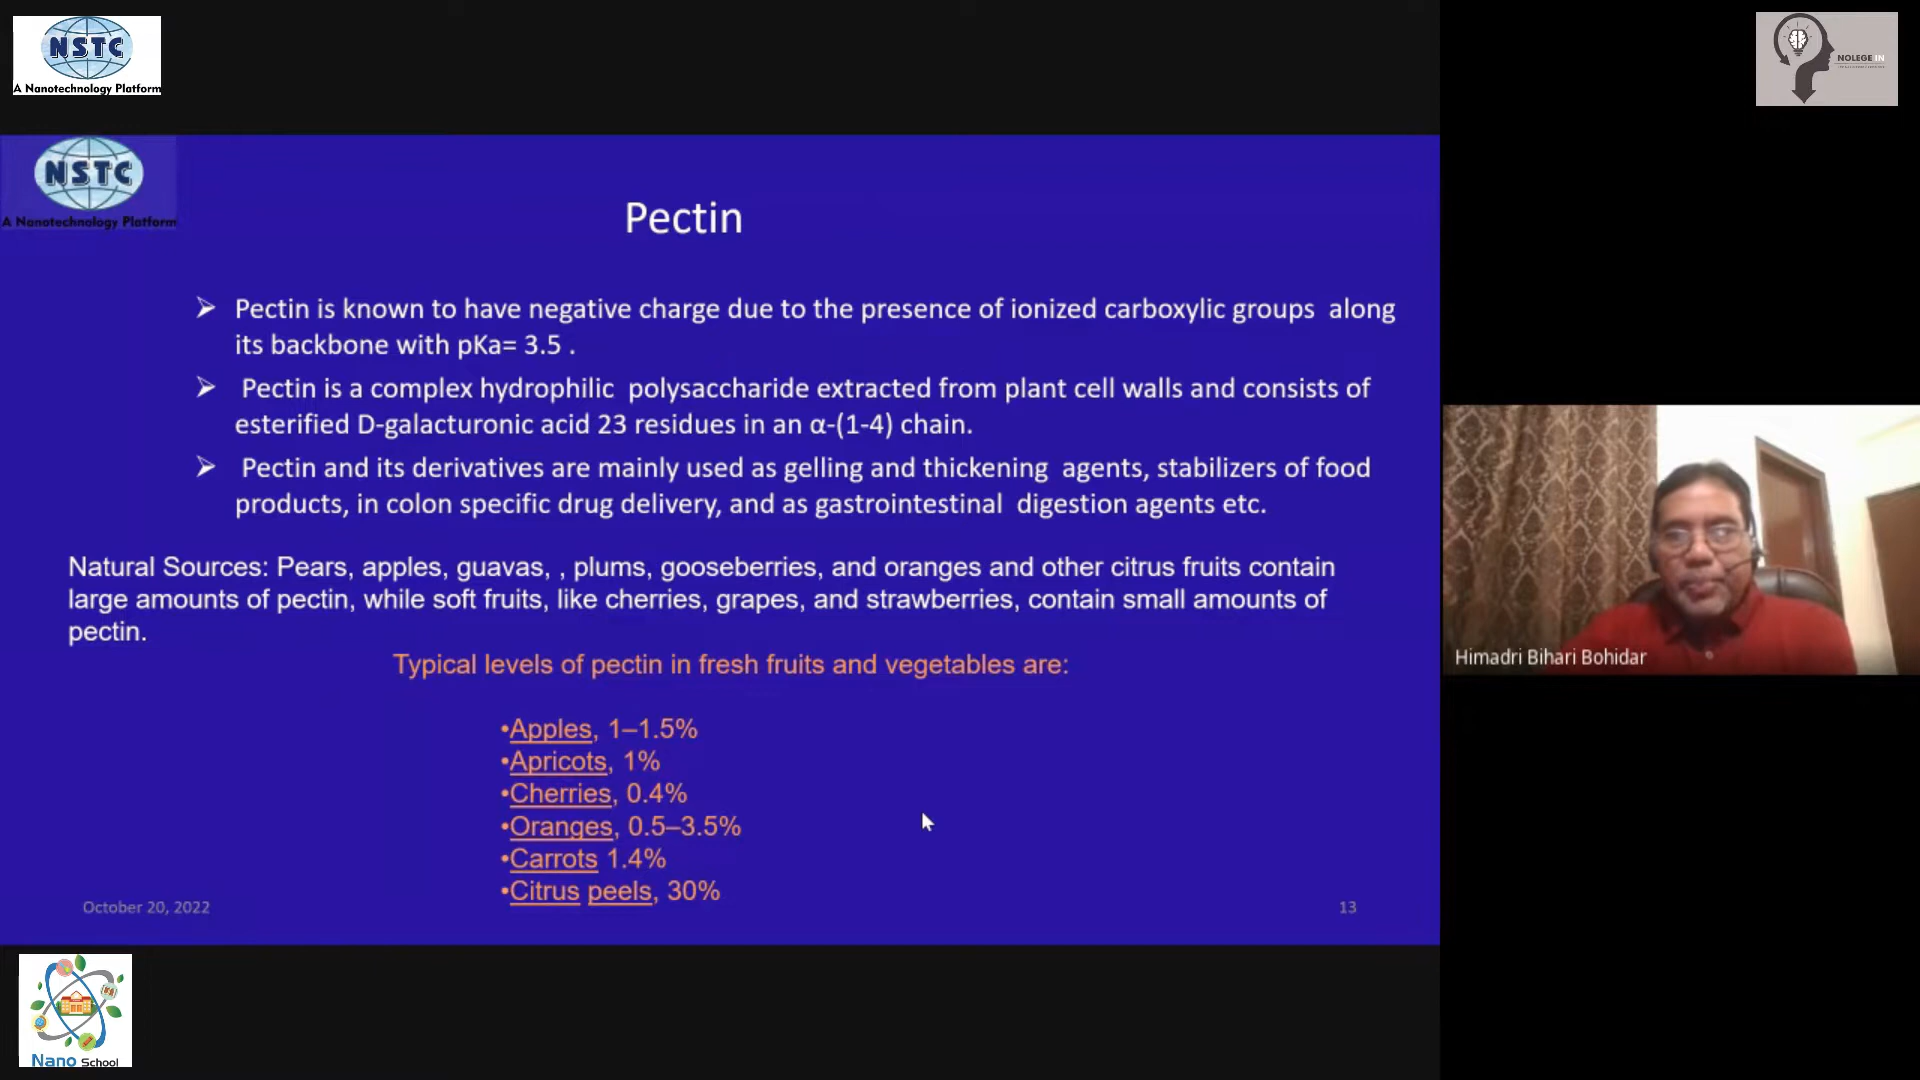 NSTC
A Nanotechnology Platform
NOLEGE IN
NSTC
A Nanotechnology Platform
Pectin
➢ Pectin is known to have negative charge due to the presence of ionized carboxylic groups along
its backbone with pKa= 3.5 .
➢ Pectin is a complex hydrophilic polysaccharide extracted from plant cell walls and consists of
esterified D-galacturonic acid 23 residues in an α-(1-4) chain.
➢ Pectin and its derivatives are mainly used as gelling and thickening agents, stabilizers of food
products, in colon specific drug delivery, and as gastrointestinal digestion agents etc.
Natural Sources: Pears, apples, guavas, , plums, gooseberries, and oranges and other citrus fruits contain
large amounts of pectin, while soft fruits, like cherries, grapes, and strawberries, contain small amounts of
pectin.
Typical levels of pectin in fresh fruits and vegetables are:
•Apples, 1–1.5%
•Apricots, 1%
•Cherries, 0.4%
•Oranges, 0.5–3.5%
•Carrots 1.4%
•Citrus peels, 30%
October 20, 2022
13
Himadri Bihari Bohidar
Nano School